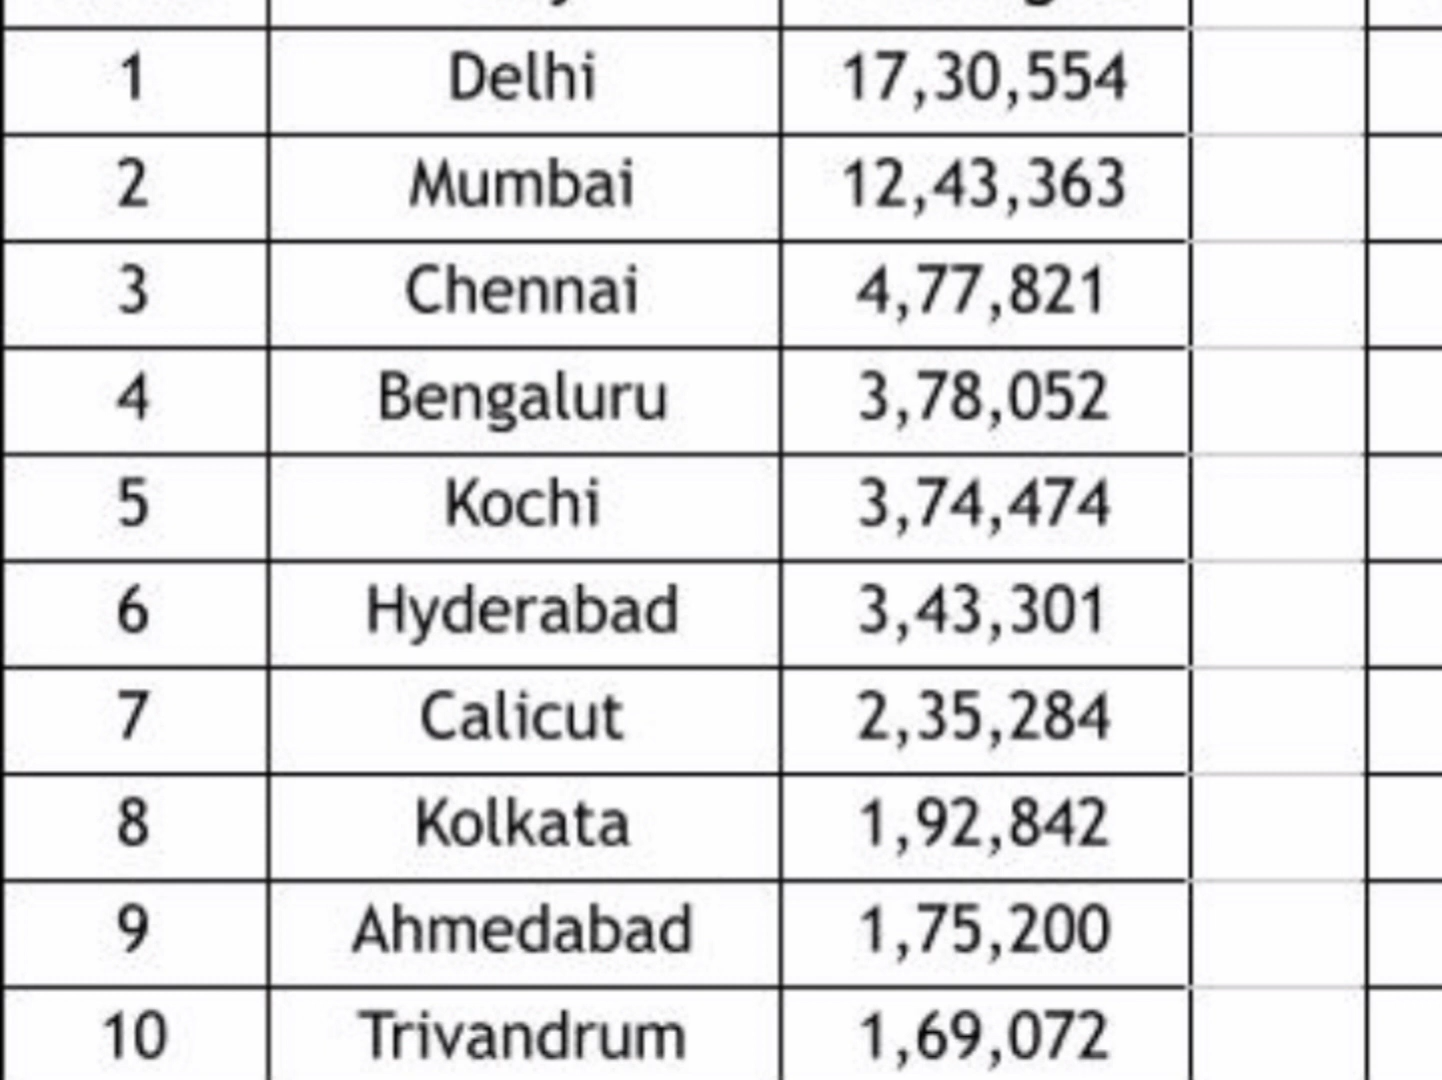 1 Delhi 17,30,554
2 Mumbai 12,43,363
3 Chennai 4,77,821
4 Bengaluru 3,78,052
5 Kochi 3,74,474
6 Hyderabad 3,43,301
7 Calicut 2,35,284
8 Kolkata 1,92,842
9 Ahmedabad 1,75,200
10 Trivandrum 1,69,072